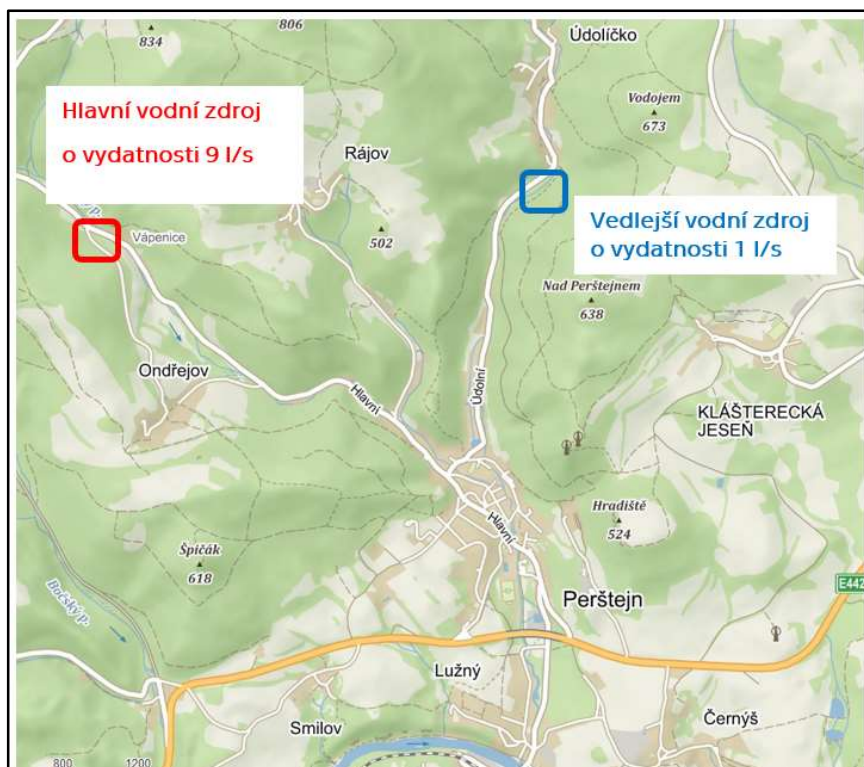 834
806
Údolíčko
Hlavní vodní zdroj
o vydatnosti 9 l/s
Vodojem
673
Rájov
P.
Vápenice
502
Vedlejší vodní zdroj
o vydatnosti 1 l/s
Nad Perštejnem
638
Ondřejov
Hlavní
Údolní
KLÁŠTERECKÁ
JESEŇ
Hradiště
524
Hlavní
Špičák
618
Bočský p.
Perštejn
E442
Lužný
Smilov
Černýš
800
1200